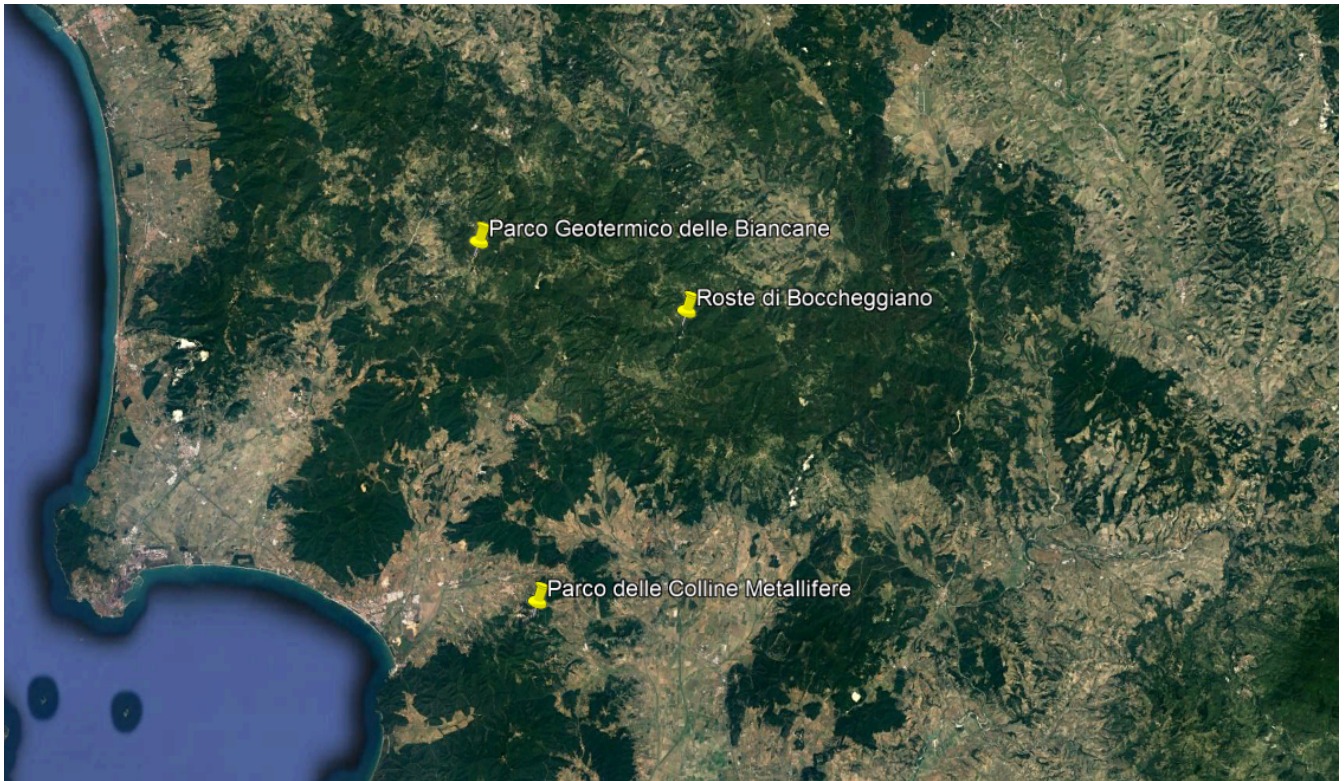 Parco Geotermico delle Biancane
Roste di Boccheggiano
Parco delle Colline Metallifere